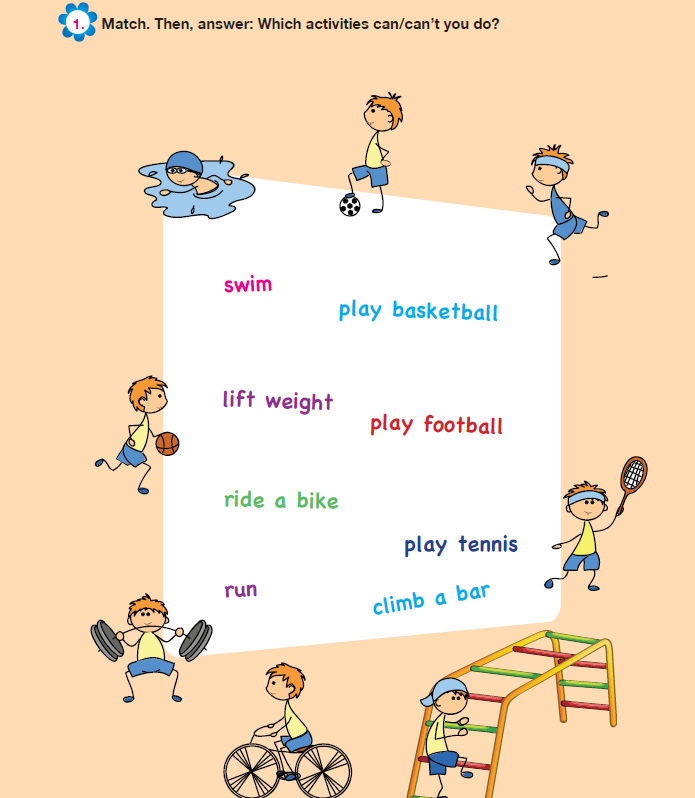 1. Match. Then, answer: Which activities can/can't you do?
swim
play basketball
lift weight
play football
ride a bike
play tennis
run
climb a bar